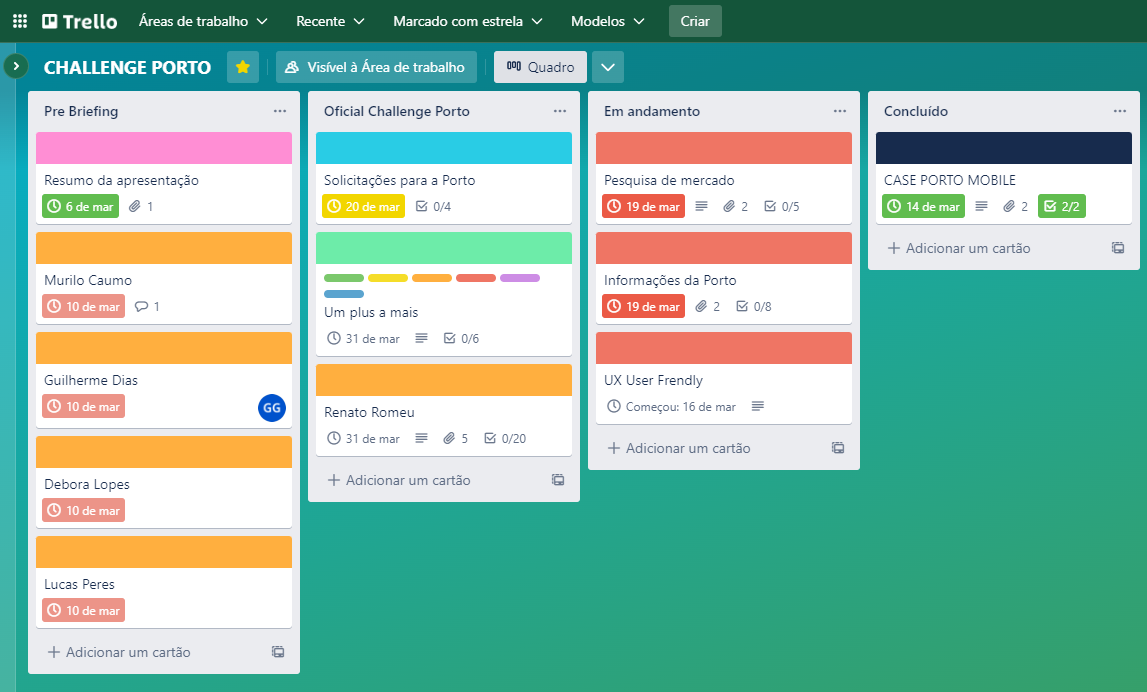 Trello
Áreas de trabalho
Recente
Marcado com estrela
Modelos
Criar
CHALLENGE PORTO
Visível à Área de trabalho
Quadro
Pre Briefing
Resumo da apresentação
6 de mar 1
Murilo Caumo
10 de mar 1
Guilherme Dias
10 de mar
GG
Debora Lopes
10 de mar
Lucas Peres
10 de mar
Adicionar um cartão
Oficial Challenge Porto
Solicitações para a Porto
20 de mar 0/4
Um plus a mais
31 de mar 0/6
Renato Romeu
31 de mar 5 0/20
Adicionar um cartão
Em andamento
Pesquisa de mercado
19 de mar 2 0/5
Informações da Porto
19 de mar 2 0/8
UX User Frendly
Começou: 16 de mar
Adicionar um cartão
Concluído
CASE PORTO MOBILE
14 de mar 2 2/2
Adicionar um cartão